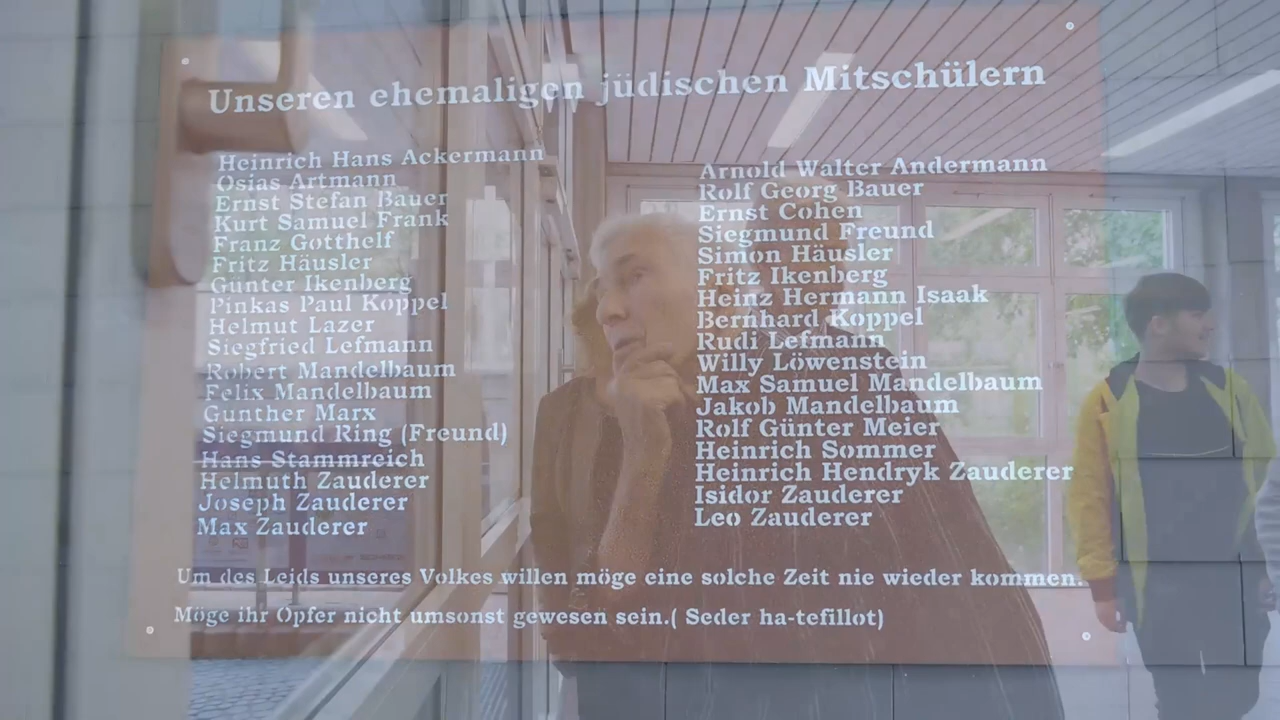 Unseren ehemaligen jüdischen Mitschülern
Heinrich Hans Ackermann
Osias Artmann
Ernst Stefan Bauer
Kurt Samuel Frank
Franz Gotthelf
Fritz Häusler
Günter Ikenberg
Pinkas Paul Koppel
Helmut Lazer
Siegfried Lefmann
Robert Mandelbaum
Felix Mandelbaum
Gunther Marx
Siegmund Ring (Freund)
Hans Stammreich
Helmuth Zauderer
Joseph Zauderer
Max Zauderer
Arnold Walter Andermann
Rolf Georg Bauer
Ernst Cohen
Siegmund Freund
Simon Häusler
Fritz Ikenberg
Heinz Hermann Isaak
Bernhard Koppel
Rudi Lefmann
Willy Löwenstein
Max Samuel Mandelbaum
Jakob Mandelbaum
Rolf Günter Meier
Heinrich Sommer
Heinrich Hendryk Zauderer
Isidor Zauderer
Leo Zauderer
Um des Leids unseres Volkes willen möge eine solche Zeit nie wieder kommen.
Möge ihr Opfer nicht umsonst gewesen sein.( Seder ha-tefillot)